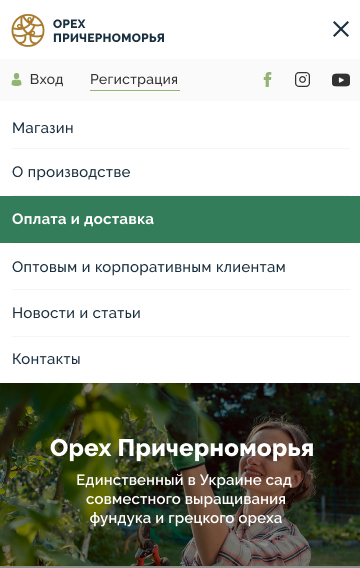 ОРЕХ
ПРИЧЕРНОМОРЬЯ
Вход Регистрация
Магазин
О производстве
Оплата и доставка
Оптовым и корпоративным клиентам
Новости и статьи
Контакты
Орех Причерноморья
Единственный в Украине сад
совместного выращивания
фундука и грецкого ореха